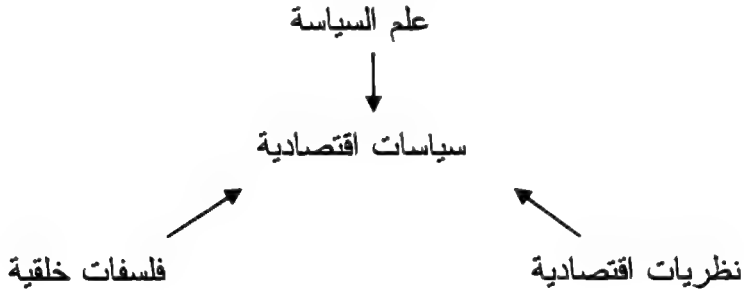 علم السياسة
سياسات اقتصادية
نظريات اقتصادية
فلسفات خلقية